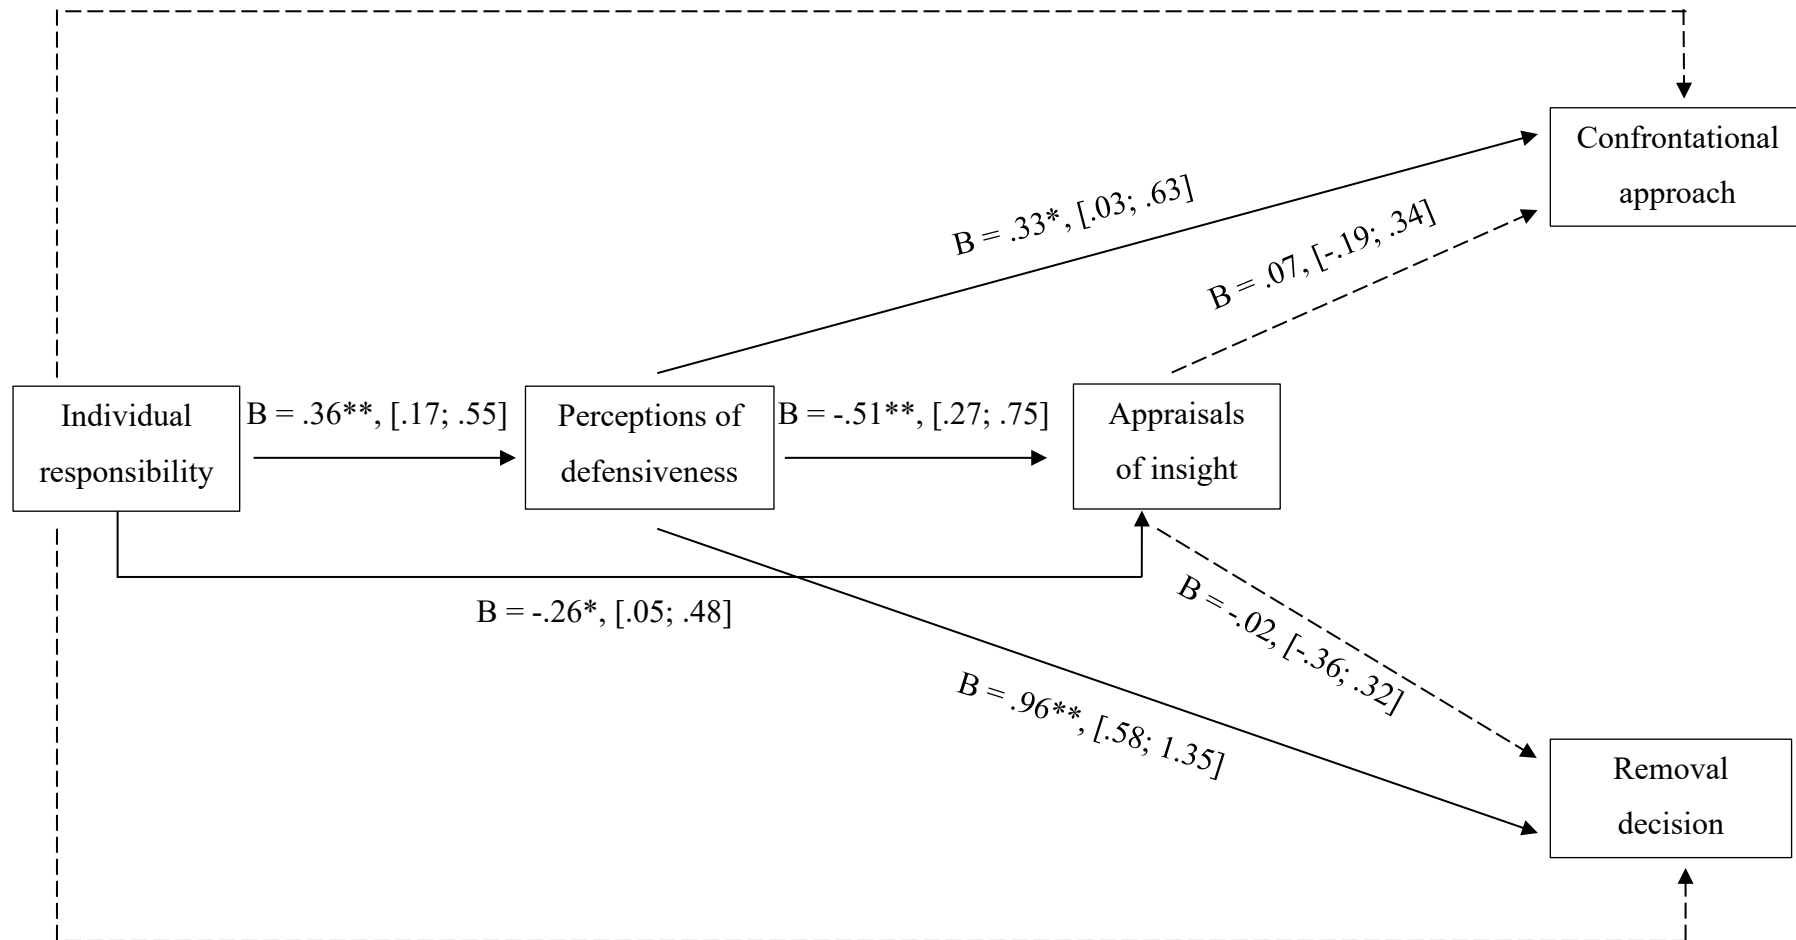 Confrontational
approach
B = .33*, [.03; .63]
B = .07, [-.19; .34]
Individual
responsibility
B = .36**, [.17; .55]
Perceptions of
defensiveness
B = -.51**, [.27; .75]
Appraisals
of insight
B = -.26*, [.05; .48]
B = -.02, [-.36; .32]
B = .96**, [.58; 1.35]
Removal
decision